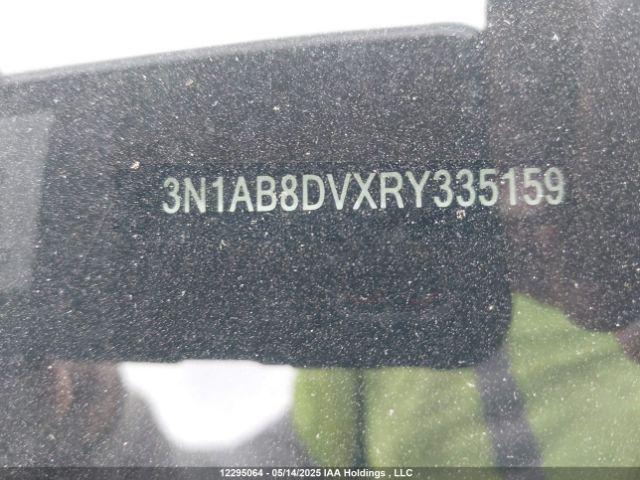 3N1AB8DVXRY335159
12295064 - 05/14/2025 IAA Holdings , LLC